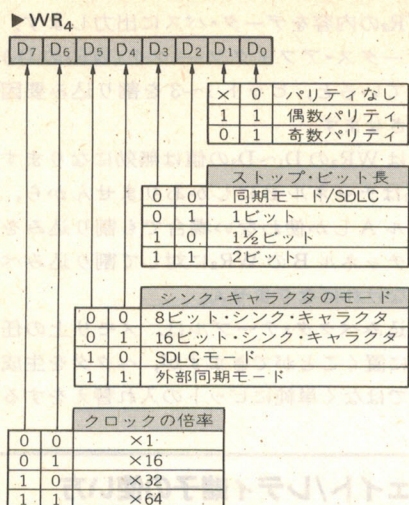 ▶WR₄
D₇ D₆ D₅ D₄ D₃ D₂ D₁ D₀
× 0 パリティなし
1 1 偶数パリティ
0 1 奇数パリティ
ストップ・ビット長
0 0 同期モード/SDLC
0 1 1ビット
1 0 1½ビット
1 1 2ビット
シンク・キャラクタのモード
0 0 8ビット・シンク・キャラクタ
0 1 16ビット・シンク・キャラクタ
1 0 SDLCモード
1 1 外部同期モード
クロックの倍率
0 0 ×1
0 1 ×16
1 0 ×32
1 1 ×64